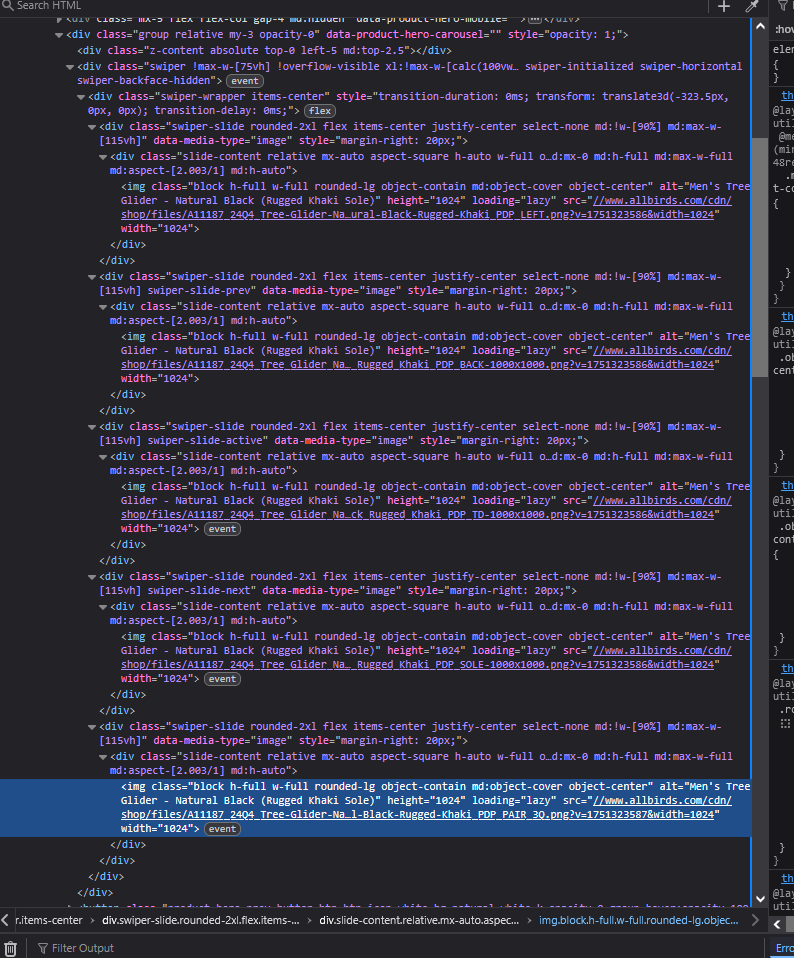 Search HTML
<div class="mx-5 flex flex-col gap-4 md:hidden" data-product-hero-mobile=""> </div>
<div class="group relative my-3 opacity-0" data-product-hero-carousel="" style="opacity: 1;">
<div class="z-content absolute top-0 left-5 md:top-2.5"></div>
<div class="swiper !max-w-[75vh] !overflow-visible xl:!max-w-[calc(100vw… swiper-initialized swiper-horizontal
swiper-backface-hidden"> event
<div class="swiper-wrapper items-center" style="transition-duration: 0ms; transform: translate3d(-323.5px,
0px, 0px); transition-delay: 0ms;"> flex
<div class="swiper-slide rounded-2xl flex items-center justify-center select-none md:!w-[90%] md:max-w-
[115vh]" data-media-type="image" style="margin-right: 20px;">
<div class="slide-content relative mx-auto aspect-square h-auto w-full o…d:mx-0 md:h-full md:max-w-full
md:aspect-[2.003/1] md:h-auto">
<img class="block h-full w-full rounded-lg object-contain md:object-cover object-center" alt="Men's Tree
Glider - Natural Black (Rugged Khaki Sole)" height="1024" loading="lazy" src="//www.allbirds.com/cdn/
shop/files/A11187_24Q4_Tree-Glider-Na…ural-Black-Rugged-Khaki_PDP_LEFT.png?v=1751323586&width=1024"
width="1024">
</div>
</div>
<div class="swiper-slide rounded-2xl flex items-center justify-center select-none md:!w-[90%] md:max-w-
[115vh] swiper-slide-prev" data-media-type="image" style="margin-right: 20px;">
<div class="slide-content relative mx-auto aspect-square h-auto w-full o…d:mx-0 md:h-full md:max-w-full
md:aspect-[2.003/1] md:h-auto">
<img class="block h-full w-full rounded-lg object-contain md:object-cover object-center" alt="Men's Tree
Glider - Natural Black (Rugged Khaki Sole)" height="1024" loading="lazy" src="//www.allbirds.com/cdn/
shop/files/A11187_24Q4_Tree_Glider_Na…_Rugged_Khaki_PDP_BACK-1000x1000.png?v=1751323586&width=1024"
width="1024">
</div>
</div>
<div class="swiper-slide rounded-2xl flex items-center justify-center select-none md:!w-[90%] md:max-w-
[115vh] swiper-slide-active" data-media-type="image" style="margin-right: 20px;">
<div class="slide-content relative mx-auto aspect-square h-auto w-full o…d:mx-0 md:h-full md:max-w-full
md:aspect-[2.003/1] md:h-auto">
<img class="block h-full w-full rounded-lg object-contain md:object-cover object-center" alt="Men's Tree
Glider - Natural Black (Rugged Khaki Sole)" height="1024" loading="lazy" src="//www.allbirds.com/cdn/
shop/files/A11187_24Q4_Tree_Glider_Na…ck_Rugged_Khaki_PDP_TD-1000x1000.png?v=1751323586&width=1024"
width="1024"> event
</div>
</div>
<div class="swiper-slide rounded-2xl flex items-center justify-center select-none md:!w-[90%] md:max-w-
[115vh] swiper-slide-next" data-media-type="image" style="margin-right: 20px;">
<div class="slide-content relative mx-auto aspect-square h-auto w-full o…d:mx-0 md:h-full md:max-w-full
md:aspect-[2.003/1] md:h-auto">
<img class="block h-full w-full rounded-lg object-contain md:object-cover object-center" alt="Men's Tree
Glider - Natural Black (Rugged Khaki Sole)" height="1024" loading="lazy" src="//www.allbirds.com/cdn/
shop/files/A11187_24Q4_Tree_Glider_Na…_Rugged_Khaki_PDP_SOLE-1000x1000.png?v=1751323586&width=1024"
width="1024"> event
</div>
</div>
<div class="swiper-slide rounded-2xl flex items-center justify-center select-none md:!w-[90%] md:max-w-
[115vh]" data-media-type="image" style="margin-right: 20px;">
<div class="slide-content relative mx-auto aspect-square h-auto w-full o…d:mx-0 md:h-full md:max-w-full
md:aspect-[2.003/1] md:h-auto">
<img class="block h-full w-full rounded-lg object-contain md:object-cover object-center" alt="Men's Tree
Glider - Natural Black (Rugged Khaki Sole)" height="1024" loading="lazy" src="//www.allbirds.com/cdn/
shop/files/A11187_24Q4_Tree-Glider-Na…l-Black-Rugged-Khaki_PDP_PAIR_3Q.png?v=1751323587&width=1024"
width="1024"> event
</div>
</div>
</div>
</div>
r.items-center > div.swiper-slide.rounded-2xl.flex.items-… > div.slide-content.relative.mx-auto.aspec… > img.block.h-full.w-full.rounded-lg.objec…
Filter Output
Erro
:hov
elem
{
}
th
@lay
util
@me
(min
48re
.m
t-co
{
}
}
}
th
@lay
util
.ob
cent
}
}
th
@lay
util
.ob
cont
{
}
}
th
@lay
util
.ro
}
}
th
@lay
util